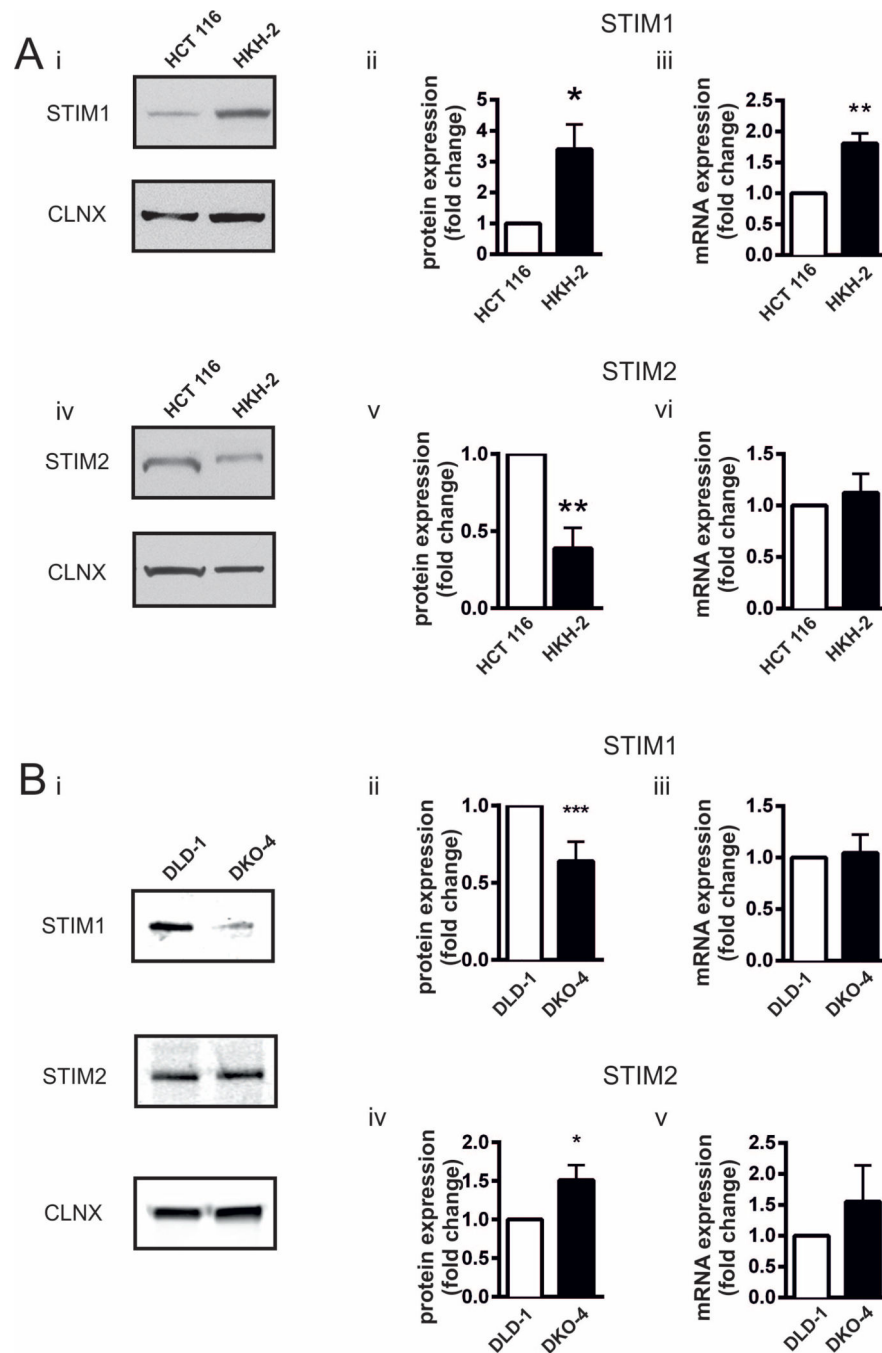 STIM1
A i
HCT 116 HKH-2
STIM1
CLNX
ii
protein expression
(fold change)
5
4
3
2
1
0
*
HCT 116
HKH-2
iii
mRNA expression
(fold change)
2.5
2.0
1.5
1.0
0.5
0.0
**
HCT 116
HKH-2
STIM2
iv
HCT 116 HKH-2
STIM2
CLNX
v
protein expression
(fold change)
1.0
0.5
0.0
**
HCT 116
HKH-2
vi
mRNA expression
(fold change)
1.5
1.0
0.5
0.0
HCT 116
HKH-2
STIM1
B i
DLD-1 DKO-4
STIM1
STIM2
CLNX
ii
protein expression
(fold change)
1.0
0.5
0.0
***
DLD-1
DKO-4
iii
mRNA expression
(fold change)
1.5
1.0
0.5
0.0
DLD-1
DKO-4
STIM2
iv
protein expression
(fold change)
2.0
1.5
1.0
0.5
0.0
*
DLD-1
DKO-4
v
mRNA expression
(fold change)
2.5
2.0
1.5
1.0
0.5
0.0
DLD-1
DKO-4